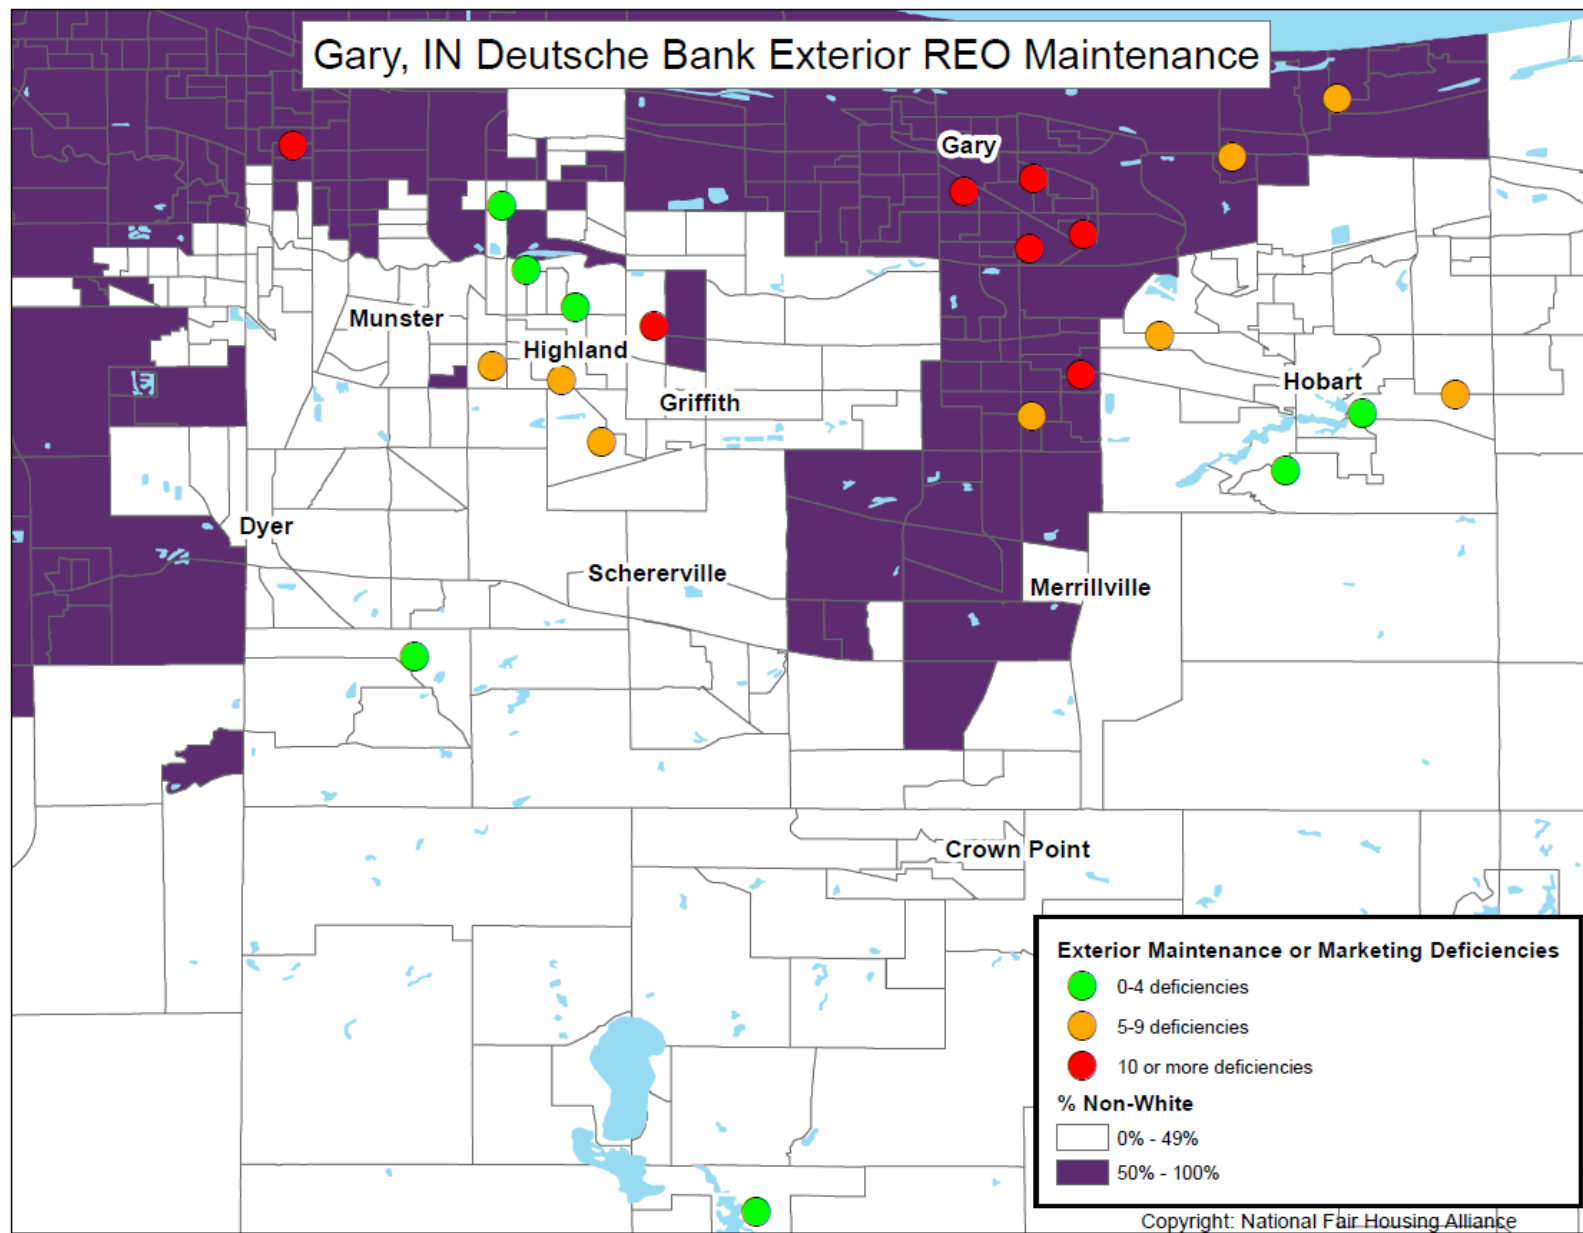 Gary, IN Deutsche Bank Exterior REO Maintenance
Gary
Munster
Highland
Griffith
Hobart
Dyer
Schererville
Merrillville
Crown Point
Exterior Maintenance or Marketing Deficiencies
0-4 deficiencies
5-9 deficiencies
10 or more deficiencies
% Non-White
0% - 49%
50% - 100%
Copyright: National Fair Housing Alliance